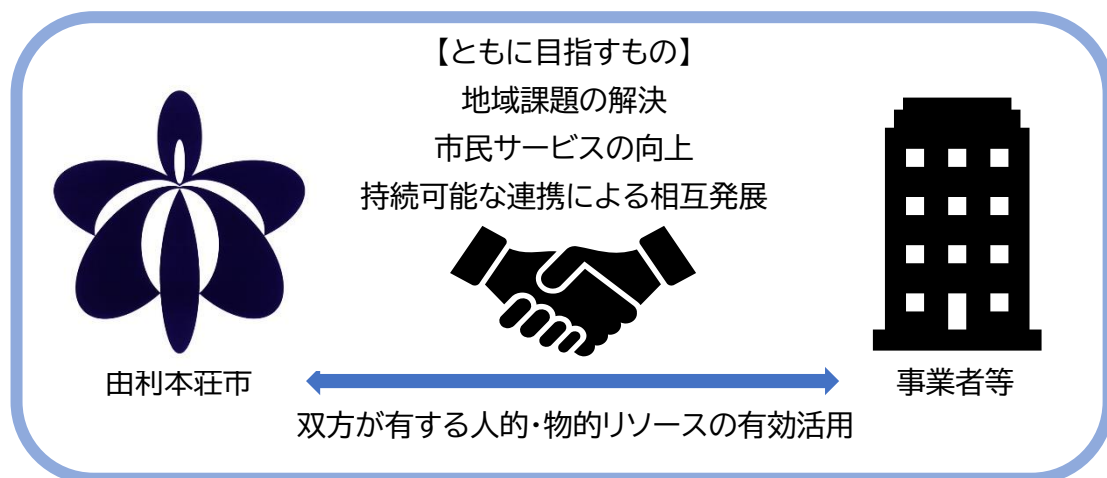 【ともに目指すもの】
地域課題の解決
市民サービスの向上
持続可能な連携による相互発展
由利本荘市
事業者等
双方が有する人的・物的リソースの有効活用